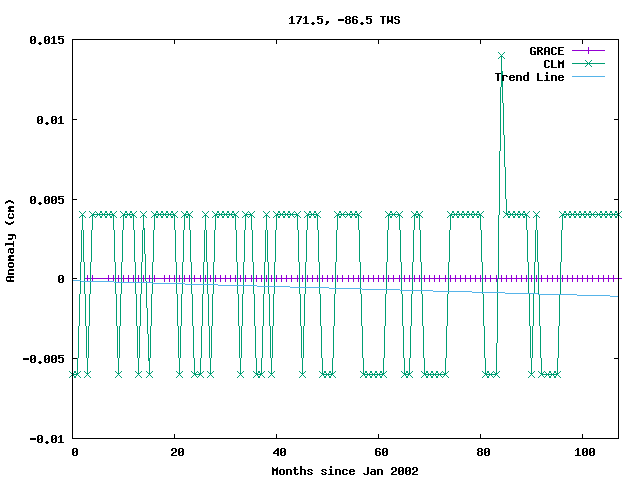 171.5, -86.5 TWS
GRACE
CLM
Trend Line
0.015
0.01
0.005
0
-0.005
-0.01
Anomaly (cm)
0 20 40 60 80 100
Months since Jan 2002